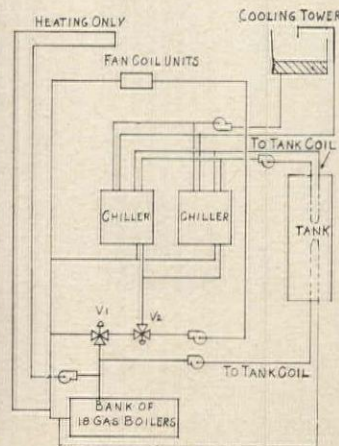 HEATING ONLY
COOLING TOWER
FAN COIL UNITS
TO TANK COIL
CHILLER
CHILLER
TANK
V1
V2
TO TANK COIL
BANK OF
18 GAS BOILERS